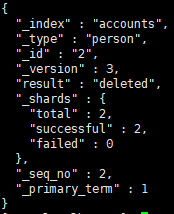 {
  "_index" : "accounts",
  "_type" : "person",
  "_id" : "2",
  "_version" : 3,
  "result" : "deleted",
  "_shards" : {
    "total" : 2,
    "successful" : 2,
    "failed" : 0
  },
  "_seq_no" : 2,
  "_primary_term" : 1
}